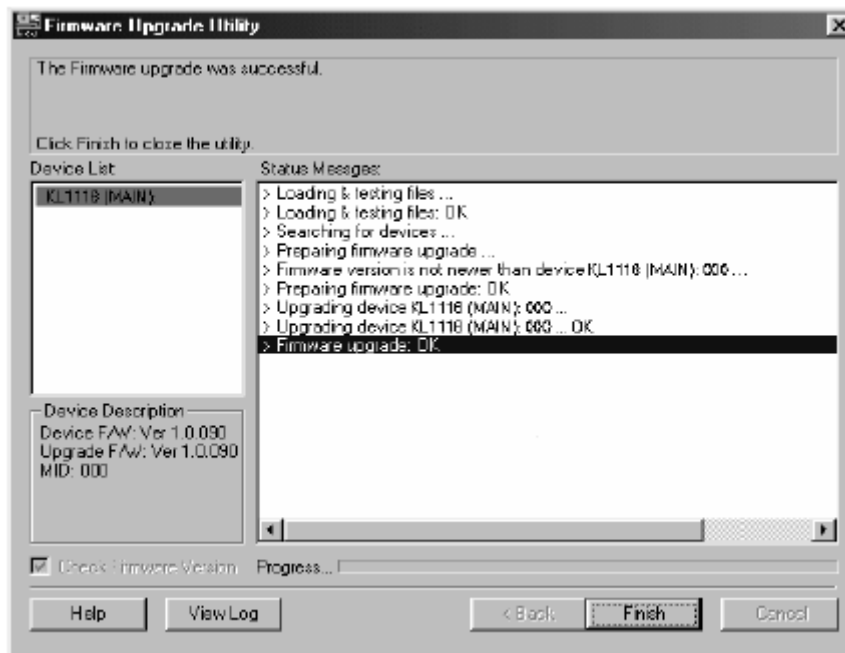 Firmware Upgrade Utility
The Firmware upgrade was successful.
Click Finish to close the utility.
Device List
KL1116 (MAIN):
Status Messages:
> Loading & testing files ...
> Loading & testing files: OK
> Searching for devices ...
> Preparing firmware upgrade ...
> Firmware version is not newer than device KL1116 (MAIN): 000 ...
> Preparing firmware upgrade: OK
> Upgrading device KL1116 (MAIN): 000 ...
> Upgrading device KL1116 (MAIN): 000 ... OK
> Firmware upgrade: OK
Device Description
Device F/W: Ver 1.0.090
Upgrade F/W: Ver 1.0.090
MID: 000
Check Firmware Version
Progress...
Help
View Log
< Back
Finish
Cancel